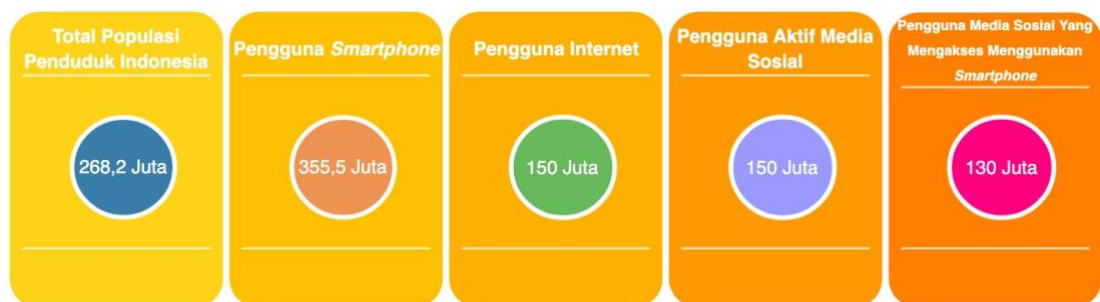 Total Populasi
Penduduk Indonesia
268,2 Juta
Pengguna Smartphone
355,5 Juta
Pengguna Internet
150 Juta
Pengguna Aktif Media
Sosial
150 Juta
Pengguna Media Sosial Yang
Mengakses Menggunakan
Smartphone
130 Juta